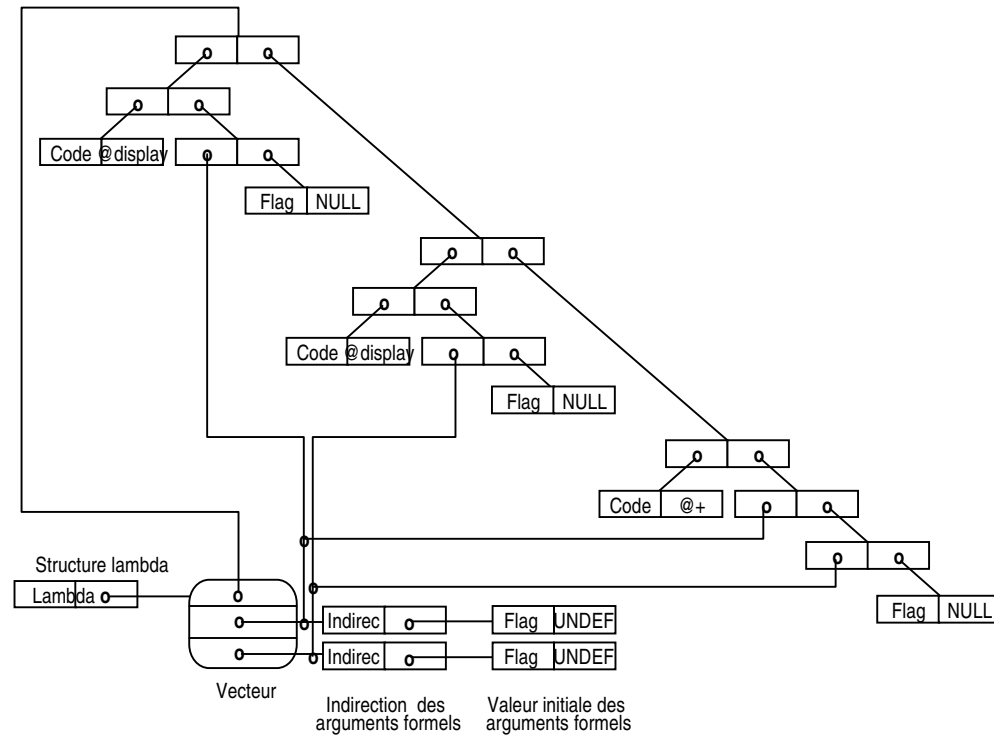 Code @display
Flag NULL
Code @display
Flag NULL
Code @+
Structure lambda
Lambda
Flag NULL
Indirec Flag UNDEF
Indirec Flag UNDEF
Vecteur
Indirection des
arguments formels
Valeur initiale des
arguments formels